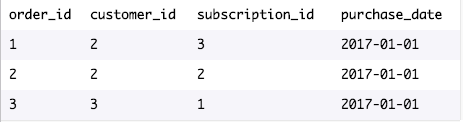 order_id customer_id subscription_id purchase_date
1 2 3 2017-01-01
2 2 2 2017-01-01
3 3 1 2017-01-01